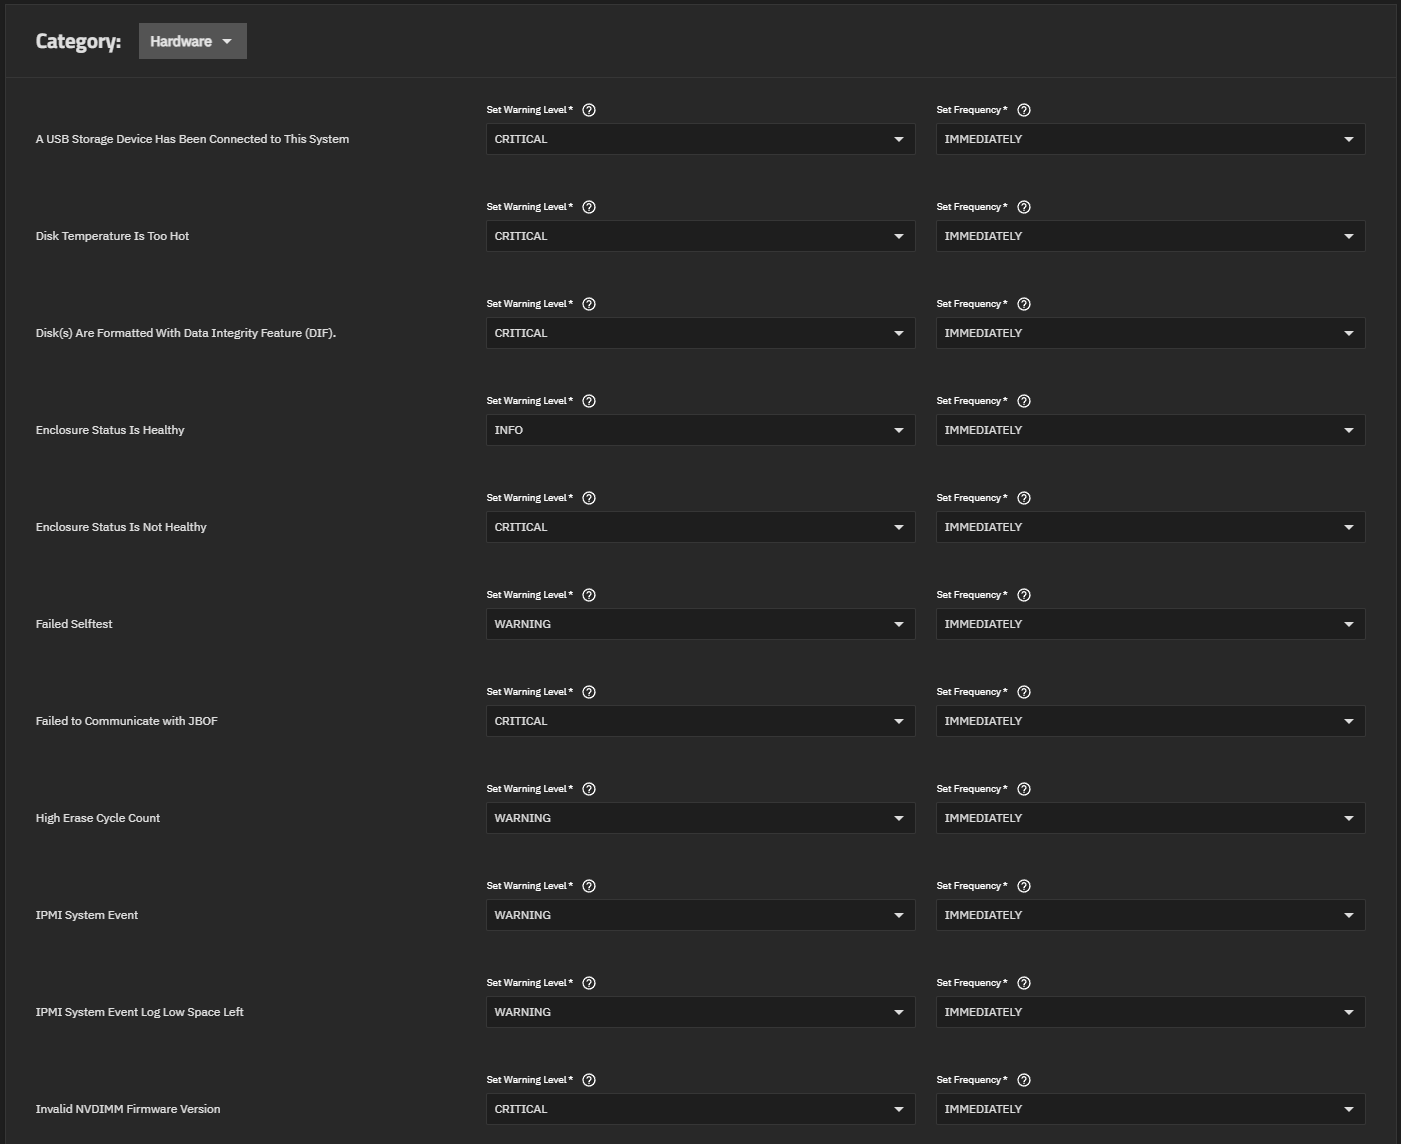 Category: Hardware
Set Warning Level * Set Frequency *
A USB Storage Device Has Been Connected to This System CRITICAL IMMEDIATELY
Set Warning Level * Set Frequency *
Disk Temperature Is Too Hot CRITICAL IMMEDIATELY
Set Warning Level * Set Frequency *
Disk(s) Are Formatted With Data Integrity Feature (DIF). CRITICAL IMMEDIATELY
Set Warning Level * Set Frequency *
Enclosure Status Is Healthy INFO IMMEDIATELY
Set Warning Level * Set Frequency *
Enclosure Status Is Not Healthy CRITICAL IMMEDIATELY
Set Warning Level * Set Frequency *
Failed Selftest WARNING IMMEDIATELY
Set Warning Level * Set Frequency *
Failed to Communicate with JBOF CRITICAL IMMEDIATELY
Set Warning Level * Set Frequency *
High Erase Cycle Count WARNING IMMEDIATELY
Set Warning Level * Set Frequency *
IPMI System Event WARNING IMMEDIATELY
Set Warning Level * Set Frequency *
IPMI System Event Log Low Space Left WARNING IMMEDIATELY
Set Warning Level * Set Frequency *
Invalid NVDIMM Firmware Version CRITICAL IMMEDIATELY